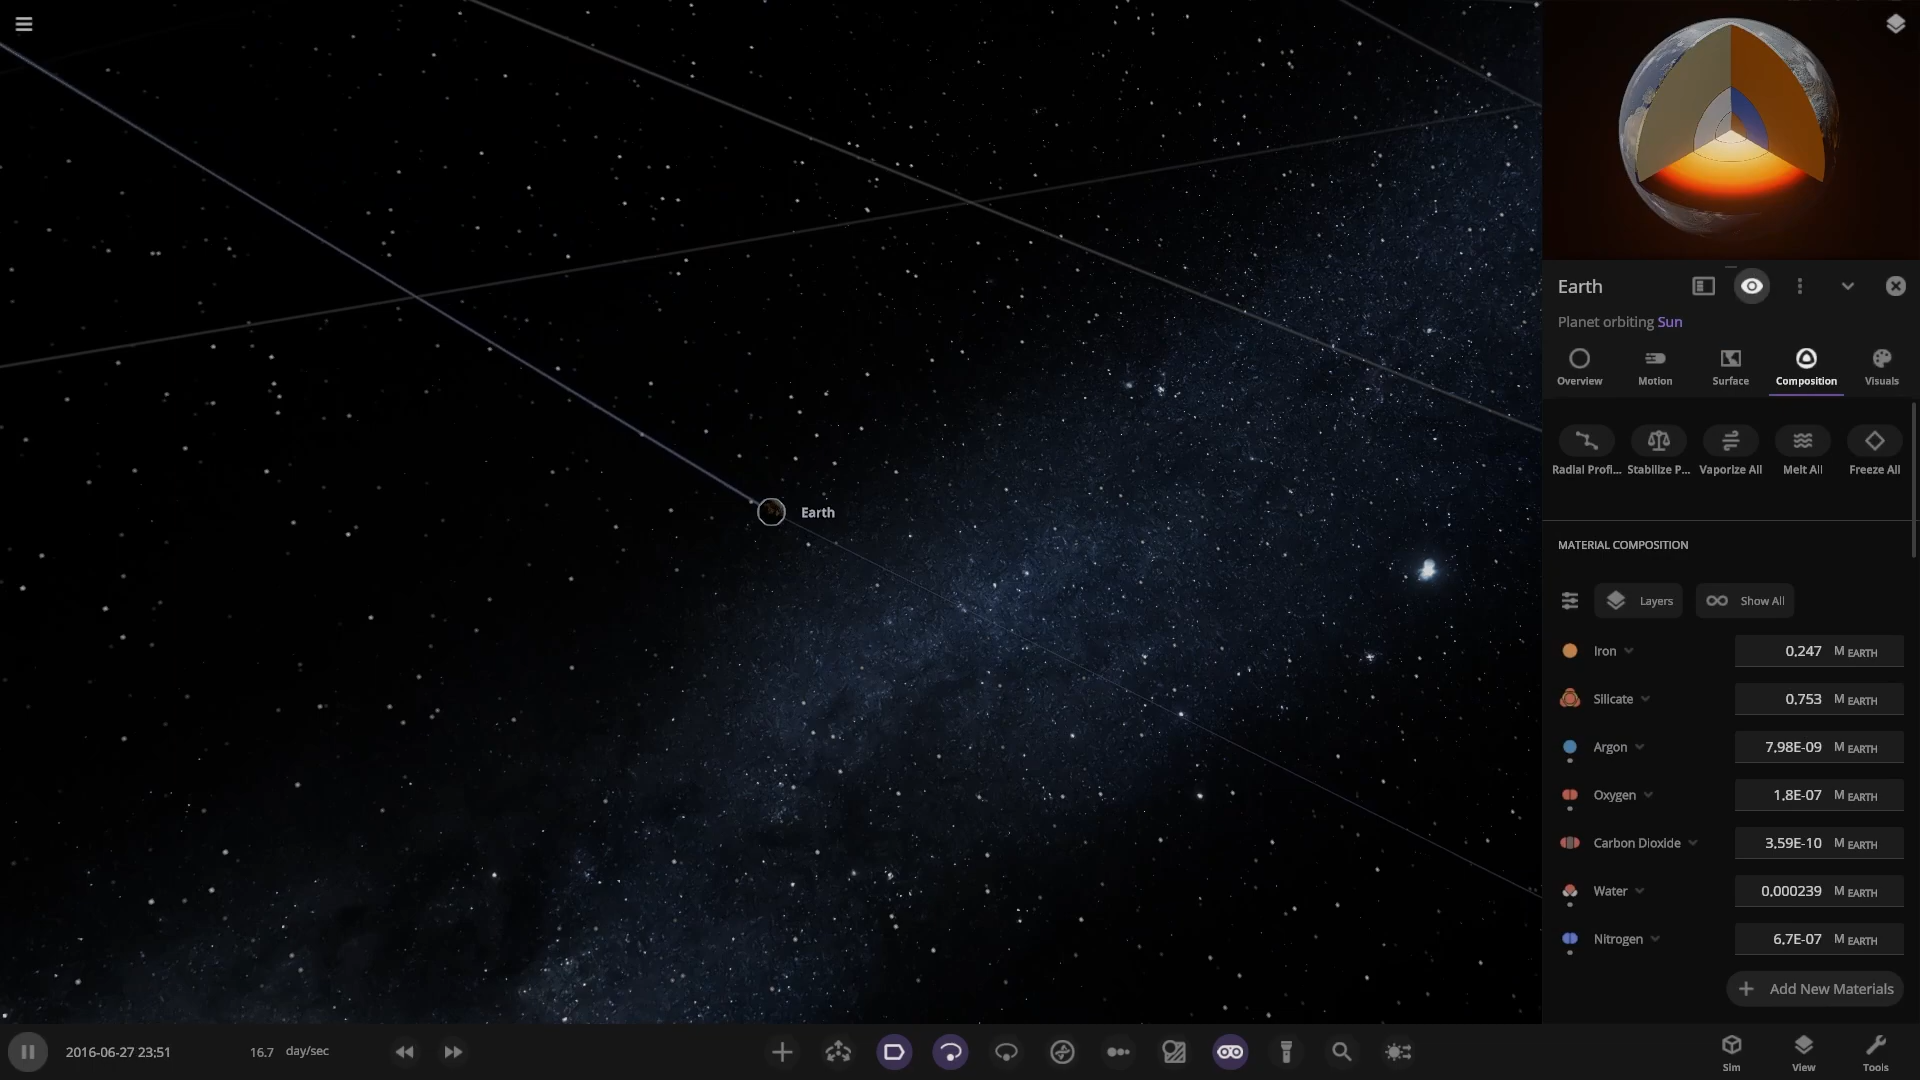 Earth
Earth
Planet orbiting Sun
Overview
Motion
Surface
Composition
Visuals
Radial Profi...
Stabilize P...
Vaporize All
Melt All
Freeze All
MATERIAL COMPOSITION
Layers
Show All
Iron 0,247 M EARTH
Silicate 0,753 M EARTH
Argon 7,98E-09 M EARTH
Oxygen 1,8E-07 M EARTH
Carbon Dioxide 3,59E-10 M EARTH
Water 0,000239 M EARTH
Nitrogen 6,7E-07 M EARTH
Add New Materials
2016-06-27 23:51
16.7 day/sec
Sim
View
Tools